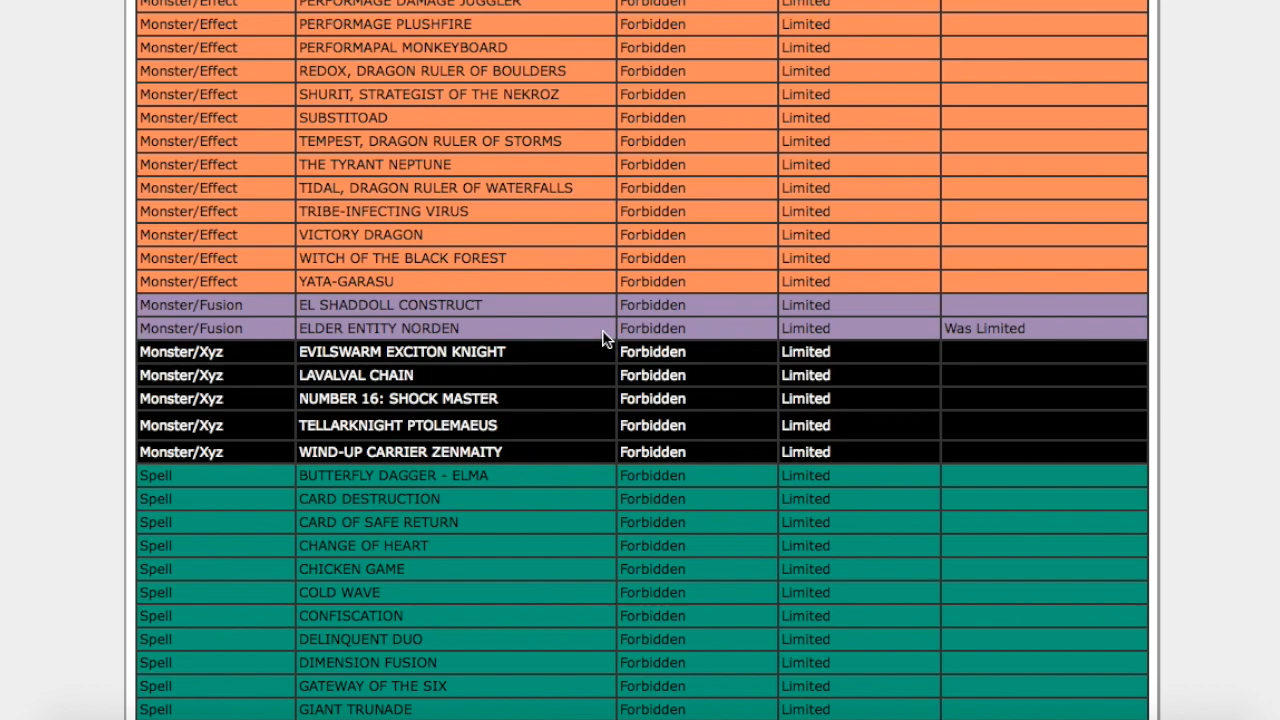 Monster/Effect PERFORMAGE DAMAGE JUGGLER Forbidden Limited
Monster/Effect PERFORMAGE PLUSHFIRE Forbidden Limited
Monster/Effect PERFORMAPAL MONKEYBOARD Forbidden Limited
Monster/Effect REDOX, DRAGON RULER OF BOULDERS Forbidden Limited
Monster/Effect SHURIT, STRATEGIST OF THE NEKROZ Forbidden Limited
Monster/Effect SUBSTITOAD Forbidden Limited
Monster/Effect TEMPEST, DRAGON RULER OF STORMS Forbidden Limited
Monster/Effect THE TYRANT NEPTUNE Forbidden Limited
Monster/Effect TIDAL, DRAGON RULER OF WATERFALLS Forbidden Limited
Monster/Effect TRIBE-INFECTING VIRUS Forbidden Limited
Monster/Effect VICTORY DRAGON Forbidden Limited
Monster/Effect WITCH OF THE BLACK FOREST Forbidden Limited
Monster/Effect YATA-GARASU Forbidden Limited
Monster/Fusion EL SHADDOLL CONSTRUCT Forbidden Limited
Monster/Fusion ELDER ENTITY NORDEN Forbidden Limited Was Limited
Monster/Xyz EVILSWARM EXCITON KNIGHT Forbidden Limited
Monster/Xyz LAVALVAL CHAIN Forbidden Limited
Monster/Xyz NUMBER 16: SHOCK MASTER Forbidden Limited
Monster/Xyz TELLARKNIGHT PTOLEMAEUS Forbidden Limited
Monster/Xyz WIND-UP CARRIER ZENMAITY Forbidden Limited
Spell BUTTERFLY DAGGER - ELMA Forbidden Limited
Spell CARD DESTRUCTION Forbidden Limited
Spell CARD OF SAFE RETURN Forbidden Limited
Spell CHANGE OF HEART Forbidden Limited
Spell CHICKEN GAME Forbidden Limited
Spell COLD WAVE Forbidden Limited
Spell CONFISCATION Forbidden Limited
Spell DELINQUENT DUO Forbidden Limited
Spell DIMENSION FUSION Forbidden Limited
Spell GATEWAY OF THE SIX Forbidden Limited
Spell GIANT TRUNADE Forbidden Limited